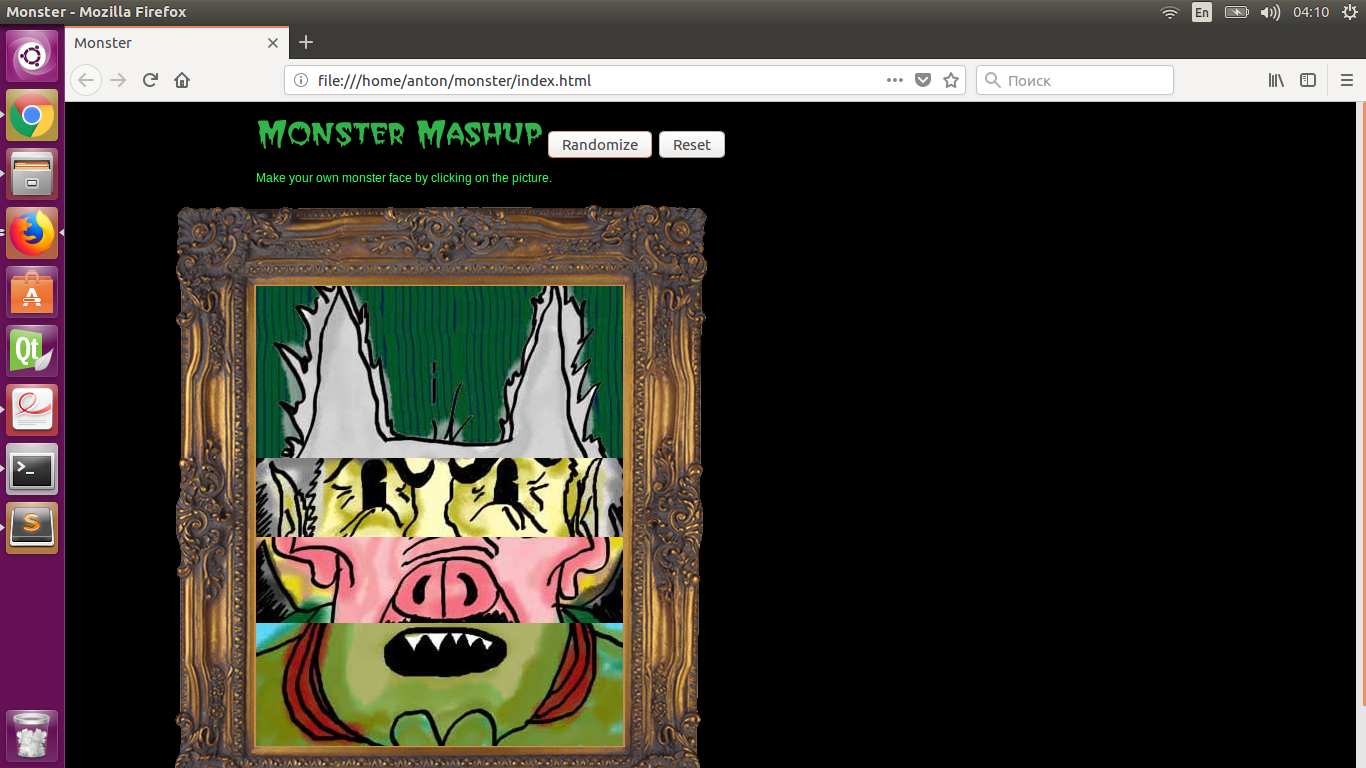 Monster - Mozilla Firefox
En
04:10
Monster
file:///home/anton/monster/index.html
Поиск
Monster Mashup
Randomize
Reset
Make your own monster face by clicking on the picture.
Qt
>_
S